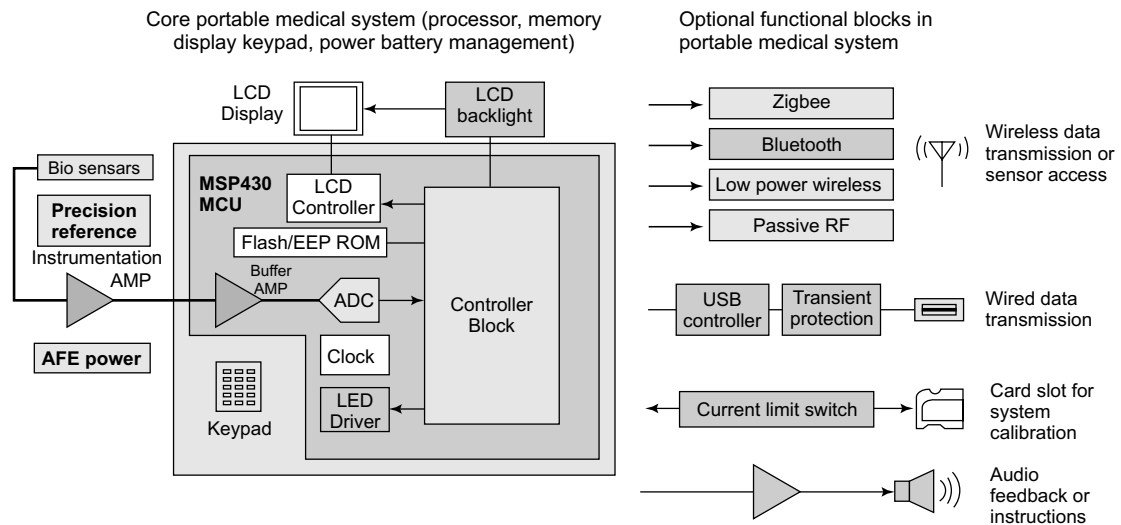 Core portable medical system (processor, memory
display keypad, power battery management)
Optional functional blocks in
portable medical system
LCD
Display
LCD
backlight
Bio sensars
Precision
reference
Instrumentation
AMP
AFE power
MSP430
MCU
LCD
Controller
Flash/EEP ROM
Buffer
AMP
ADC
Controller
Block
Clock
LED
Driver
Keypad
Zigbee
Bluetooth
Low power wireless
Passive RF
Wireless data
transmission or
sensor access
USB
controller
Transient
protection
Wired data
transmission
Current limit switch
Card slot for
system
calibration
Audio
feedback or
instructions